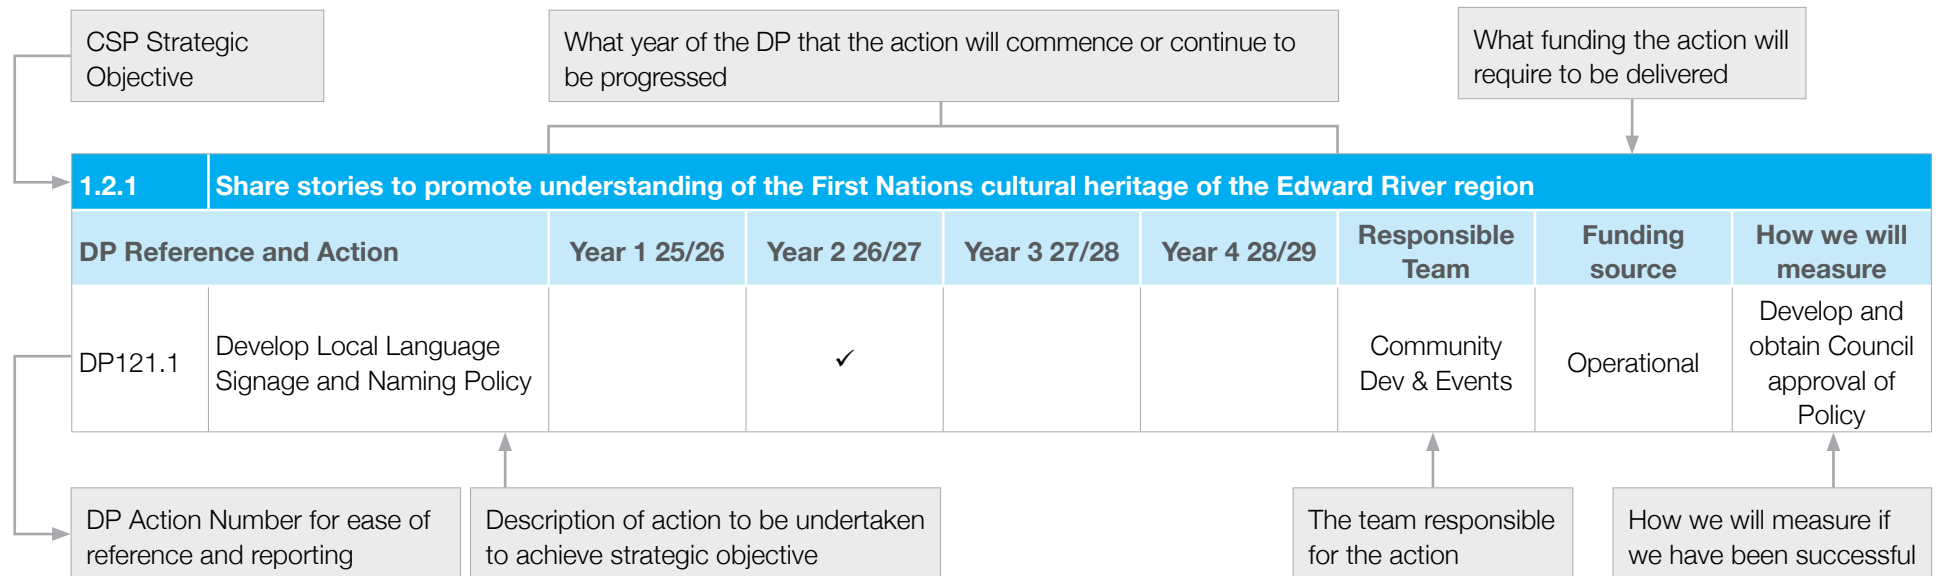 CSP Strategic
Objective
What year of the DP that the action will commence or continue to
be progressed
What funding the action will
require to be delivered
1.2.1 Share stories to promote understanding of the First Nations cultural heritage of the Edward River region
DP Reference and Action Year 1 25/26 Year 2 26/27 Year 3 27/28 Year 4 28/29 Responsible Team Funding source How we will measure
DP121.1
Develop Local Language
Signage and Naming Policy
✓
Community
Dev & Events
Operational
Develop and
obtain Council
approval of
Policy
DP Action Number for ease of
reference and reporting
Description of action to be undertaken
to achieve strategic objective
The team responsible
for the action
How we will measure if
we have been successful